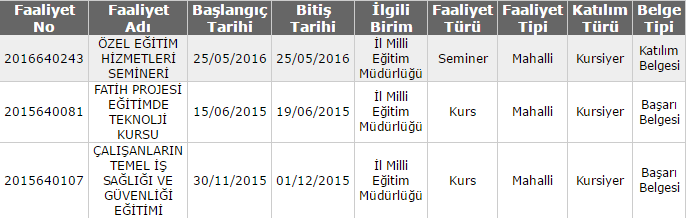 Faaliyet No Faaliyet Adı Başlangıç Tarihi Bitiş Tarihi İlgili Birim Faaliyet Türü Faaliyet Tipi Katılım Türü Belge Tipi
2016640243 ÖZEL EĞİTİM HİZMETLERİ SEMİNERİ 25/05/2016 25/05/2016 İl Milli Eğitim Müdürlüğü Seminer Mahalli Kursiyer Katılım Belgesi
2015640081 FATİH PROJESİ EĞİTİMDE TEKNOLJİ KURSU 15/06/2015 19/06/2015 İl Milli Eğitim Müdürlüğü Kurs Mahalli Kursiyer Başarı Belgesi
2015640107 ÇALIŞANLARIN TEMEL İŞ SAĞLIĞI VE GÜVENLİĞİ EĞİTİMİ 30/11/2015 01/12/2015 İl Milli Eğitim Müdürlüğü Kurs Mahalli Kursiyer Başarı Belgesi